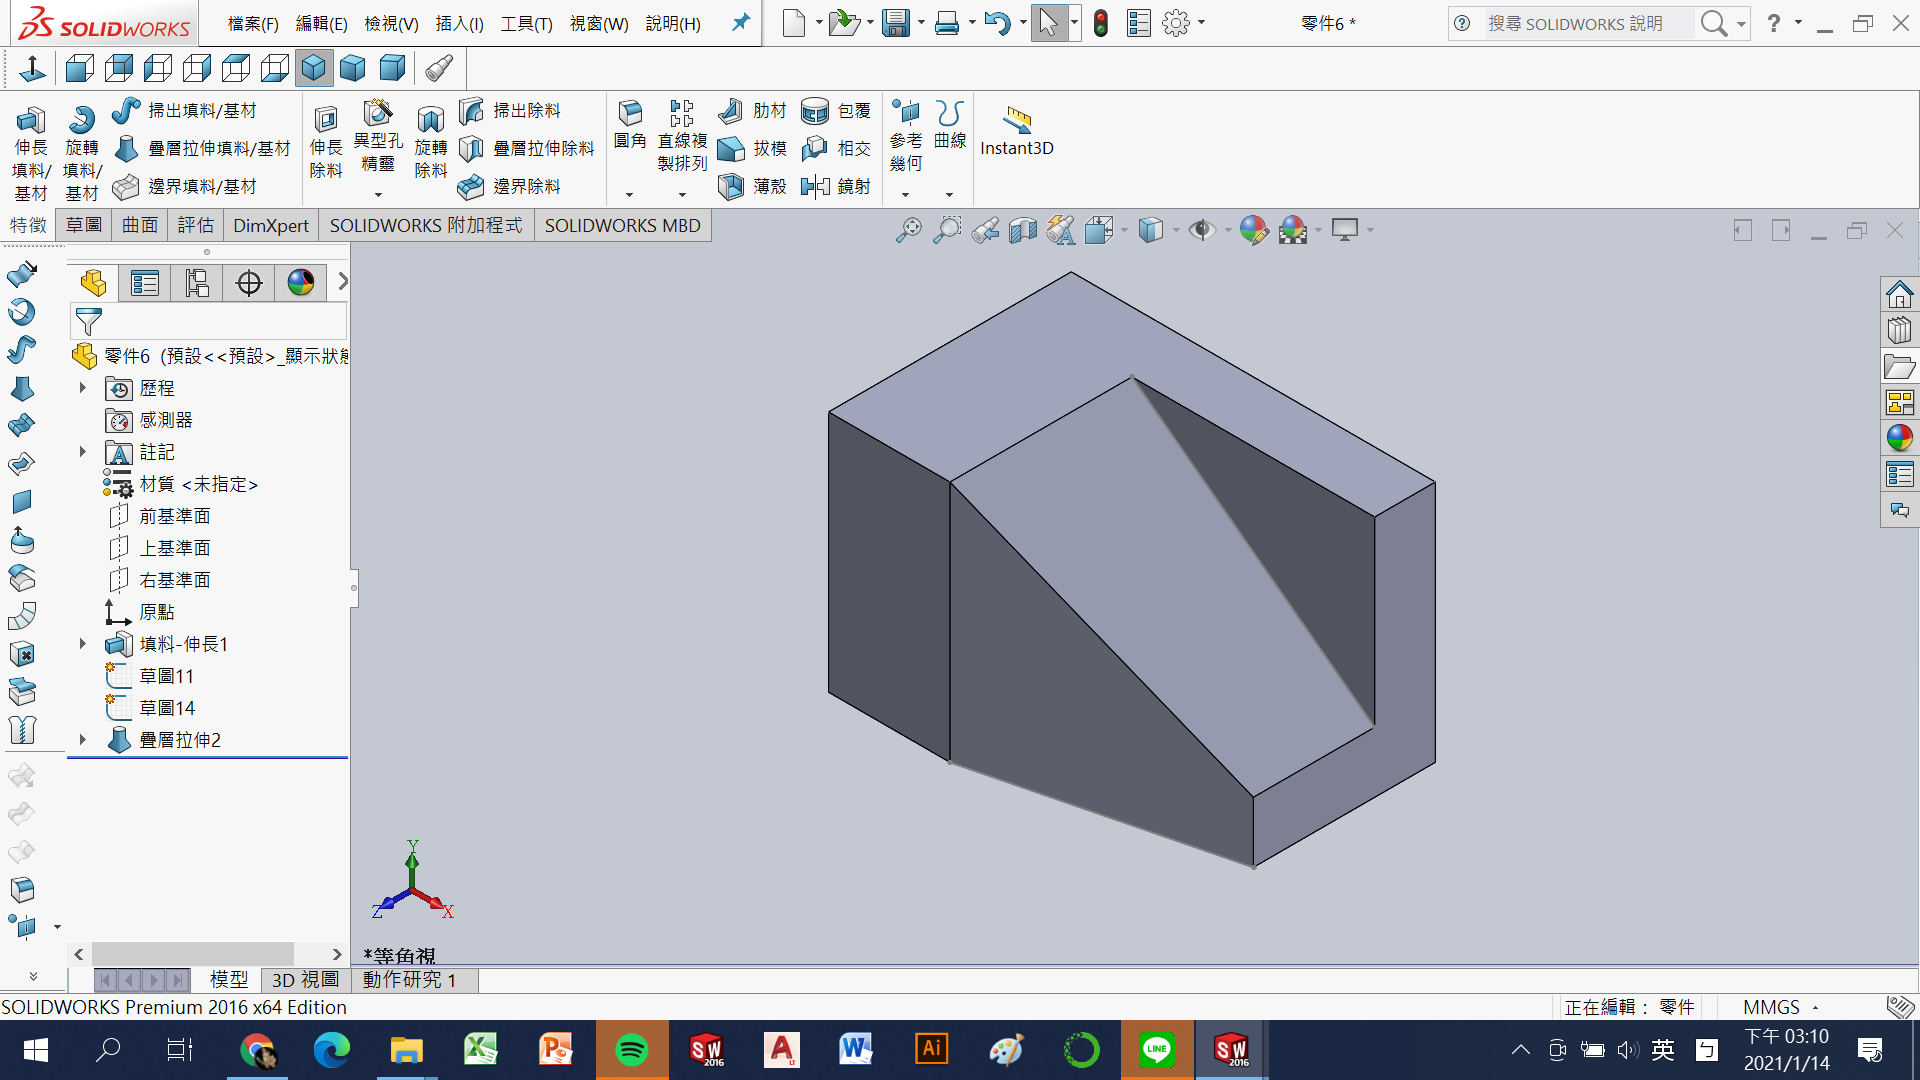 SOLIDWORKS
檔案(F) 編輯(E) 檢視(V) 插入(I) 工具(T) 視窗(W) 說明(H)
零件6 *
搜尋 SOLIDWORKS 說明
伸長填料/基材
旋轉填料/基材
掃出填料/基材
疊層拉伸填料/基材
邊界填料/基材
伸長除料
異型孔精靈
旋轉除料
掃出除料
疊層拉伸除料
邊界除料
圓角
直線複製排列
肋材
拔模
薄殼
包覆
相交
鏡射
參考幾何
曲線
Instant3D
特徵 草圖 曲面 評估 DimXpert SOLIDWORKS 附加程式 SOLIDWORKS MBD
零件6 (預設<<預設>_顯示狀態
歷程
感測器
註記
材質 <未指定>
前基準面
上基準面
右基準面
原點
填料-伸長1
草圖11
草圖14
疊層拉伸2
Y
Z
X
*等角視
模型 3D 視圖 動作研究 1
SOLIDWORKS Premium 2016 x64 Edition
正在編輯： 零件
MMGS
SW 2016
A LT
Ai
LINE
SW 2016
英
下午 03:10
2021/1/14